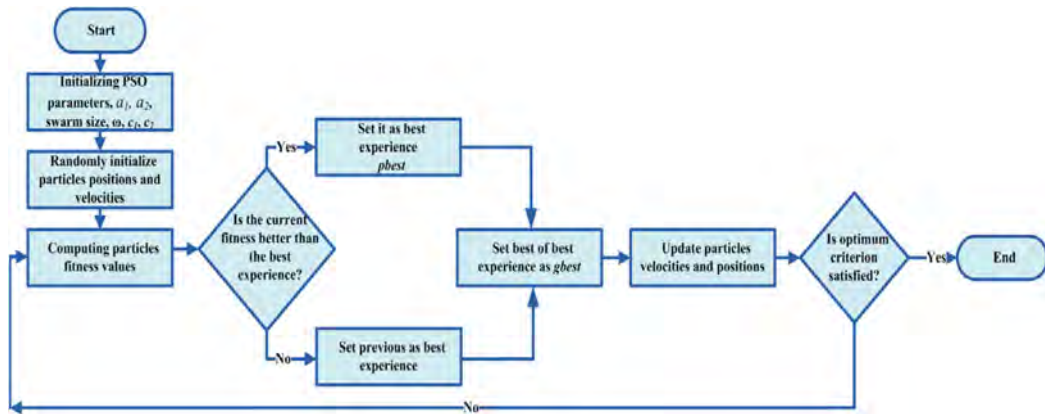 Start
Initializing PSO
parameters, a1, a2,
swarm size, ω, c1, c2
Randomly initialize
particles positions and
velocities
Computing particles
fitness values
Is the current
fitness better than
the best
experience?
Yes
Set it as best
experience
pbest
No
Set previous as best
experience
Set best of best
experience as gbest
Update particles
velocities and positions
Is optimum
criterion
satisfied?
Yes
End
No